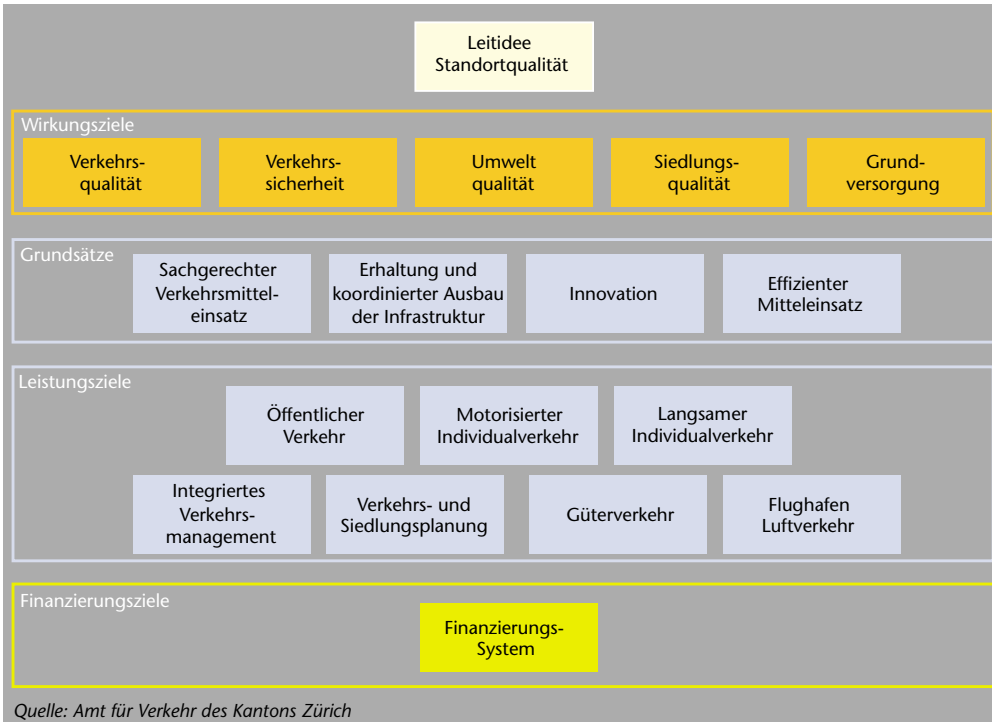 Leitidee
Standortqualität
Wirkungsziele
Verkehrs-
qualität
Verkehrs-
sicherheit
Umwelt
qualität
Siedlungs-
qualität
Grund-
versorgung
Grundsätze
Sachgerechter
Verkehrsmittel-
einsatz
Erhaltung und
koordinierter Ausbau
der Infrastruktur
Innovation
Effizienter
Mitteleinsatz
Leistungsziele
Öffentlicher
Verkehr
Motorisierter
Individualverkehr
Langsamer
Individualverkehr
Integriertes
Verkehrs-
management
Verkehrs- und
Siedlungsplanung
Güterverkehr
Flughafen
Luftverkehr
Finanzierungsziele
Finanzierungs-
System
Quelle: Amt für Verkehr des Kantons Zürich